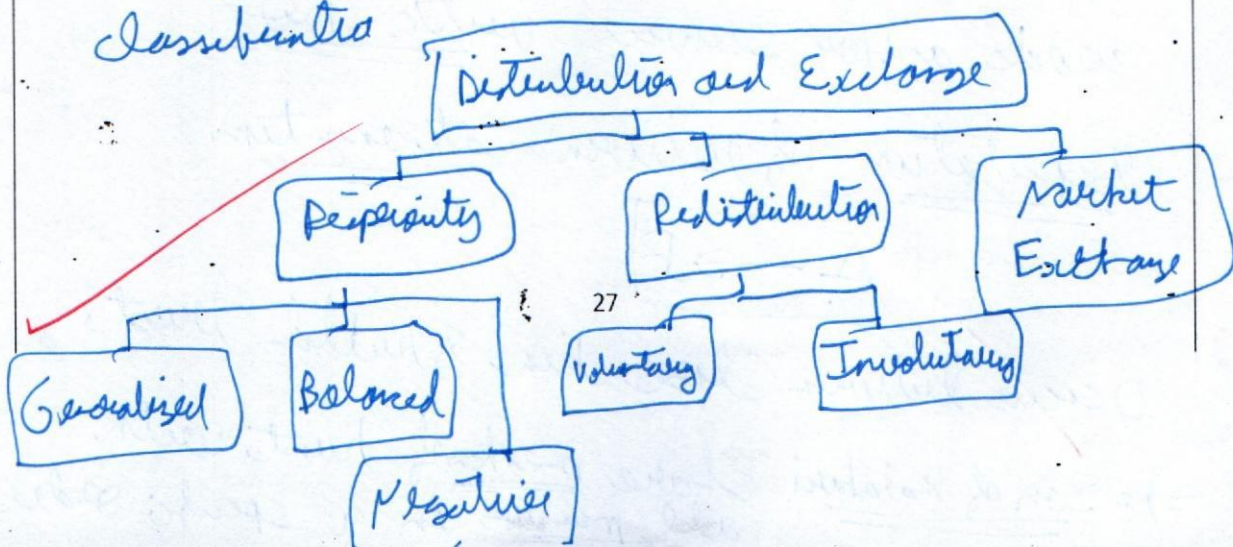 Classification
Distribution and Exchange
Reciprocity
Redistribution
Market
Exchange
27
Generalized
Balanced
Voluntary
Involuntary
Negative